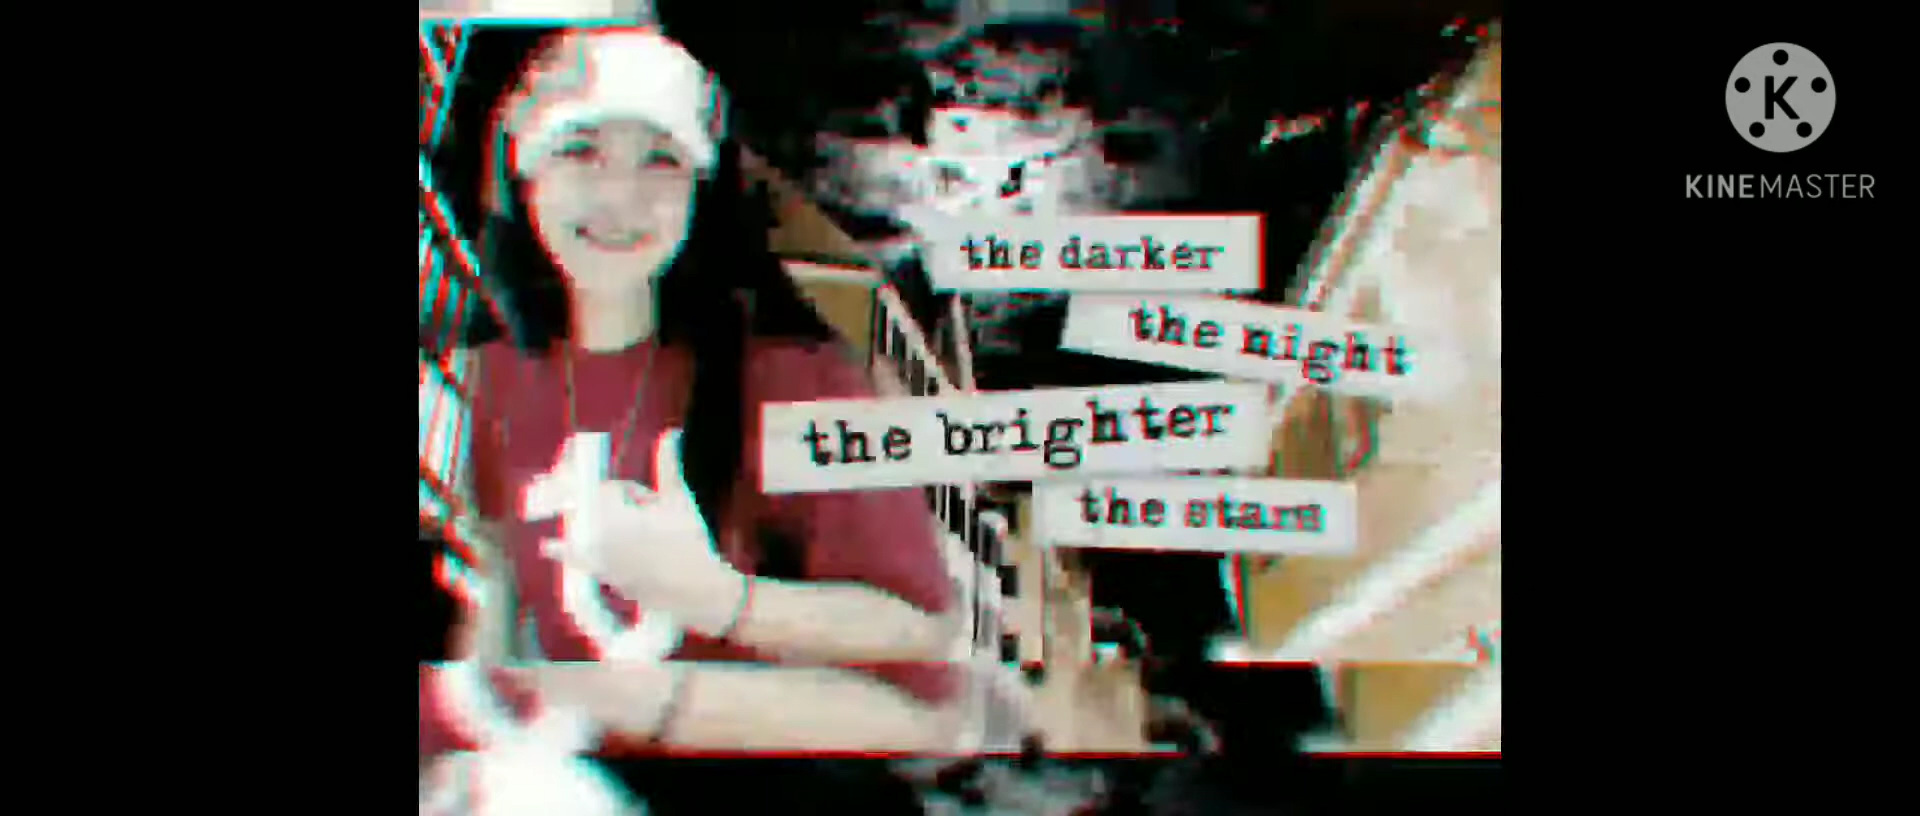 K
KINEMASTER
the darker
the night
the brighter
the stars